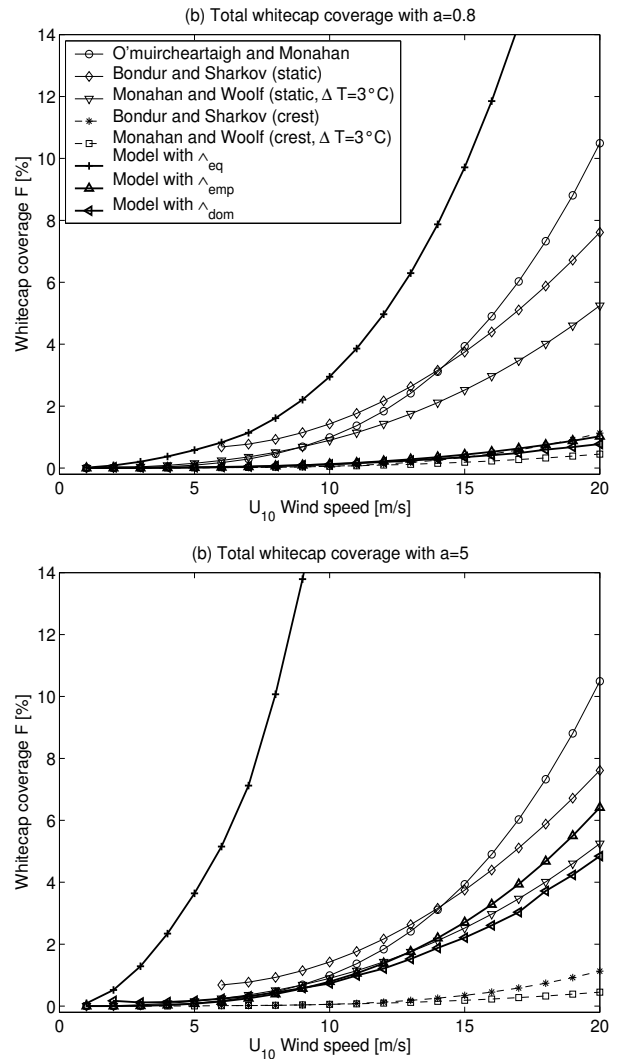 (b) Total whitecap coverage with a=0.8
14
12
10
8
6
4
2
0
Whitecap coverage F [%]
O'muircheartaigh and Monahan
Bondur and Sharkov (static)
Monahan and Woolf (static, Δ T=3°C)
Bondur and Sharkov (crest)
Monahan and Woolf (crest, Δ T=3°C)
Model with ∧eq
Model with ∧emp
Model with ∧dom
0 5 10 15 20
U10 Wind speed [m/s]
(b) Total whitecap coverage with a=5
14
12
10
8
6
4
2
0
Whitecap coverage F [%]
0 5 10 15 20
U10 Wind speed [m/s]